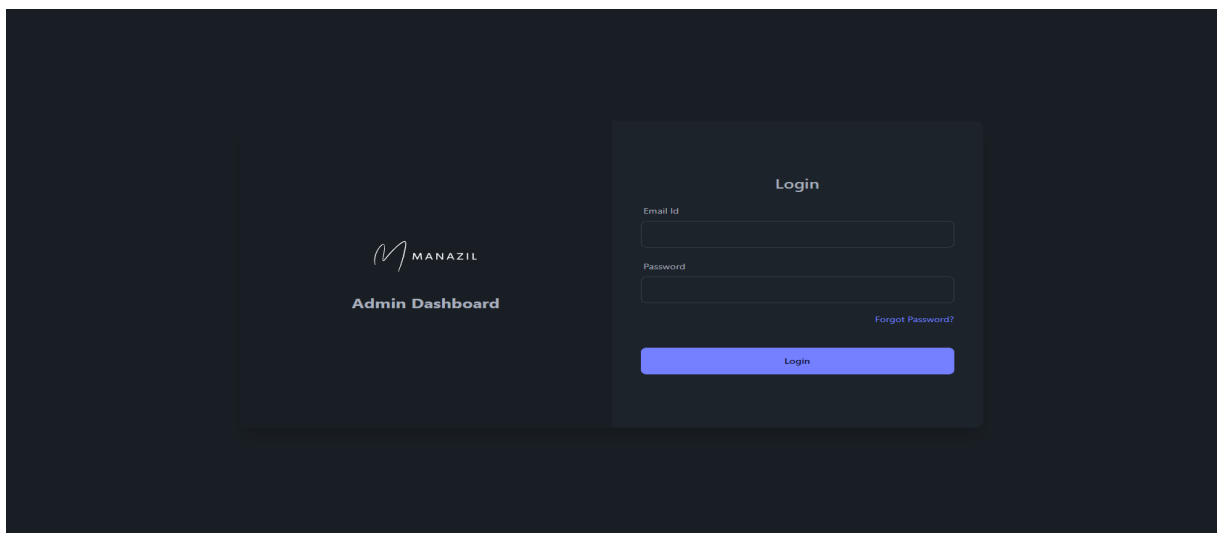 MANAZIL
Admin Dashboard
Login
Email Id
Password
Forgot Password?
Login